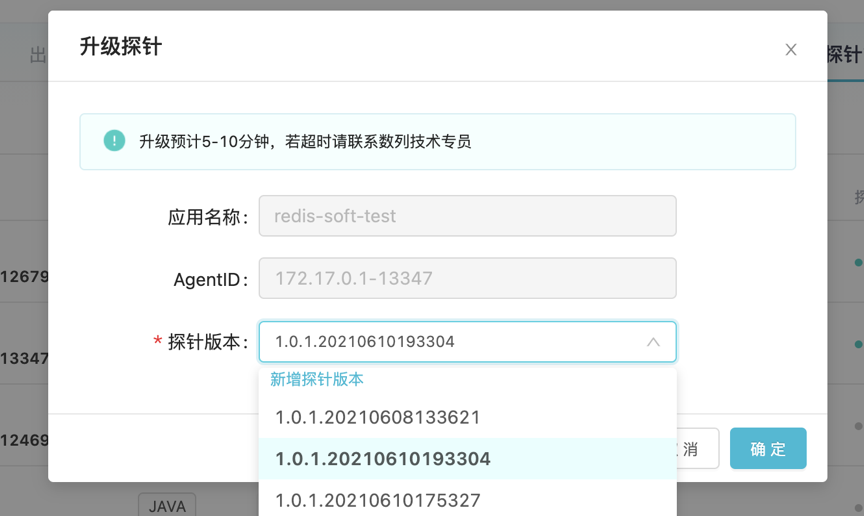 升级探针
出
探针
升级预计5-10分钟，若超时请联系数列技术专员
应用名称： redis-soft-test
探
12679
AgentID： 172.17.0.1-13347
* 探针版本： 1.0.1.20210610193304
13347
新增探针版本
1.0.1.20210608133621
12469
消 确 定
1.0.1.20210610193304
1.0.1.20210610175327
JAVA